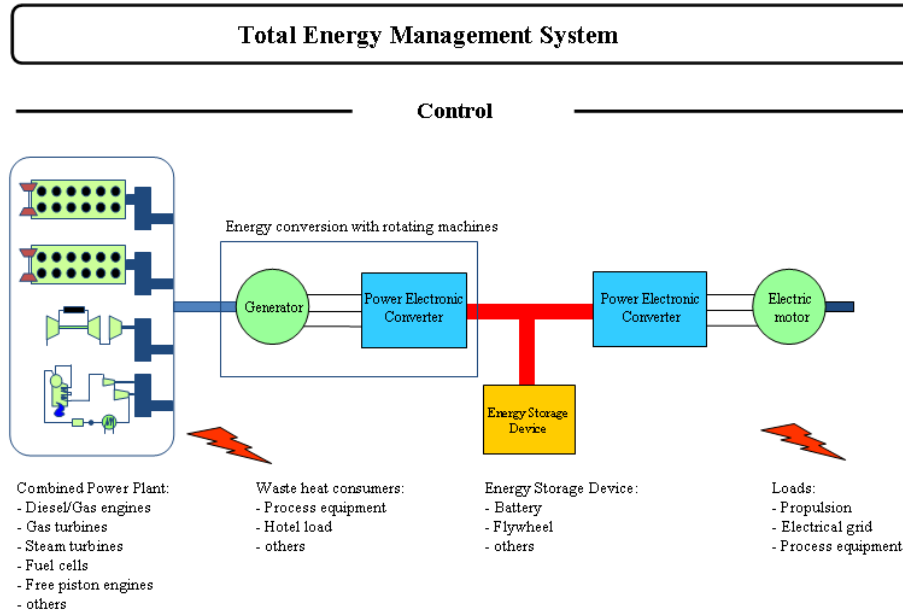 Total Energy Management System
Control
Energy conversion with rotating machines
Generator
Power Electronic
Converter
Power Electronic
Converter
Electric
motor
Energy Storage
Device
Combined Power Plant:
- Diesel/Gas engines
- Gas turbines
- Steam turbines
- Fuel cells
- Free piston engines
- others
Waste heat consumers:
- Process equipment
- Hotel load
- others
Energy Storage Device:
- Battery
- Flywheel
- others
Loads:
- Propulsion
- Electrical grid
- Process equipment